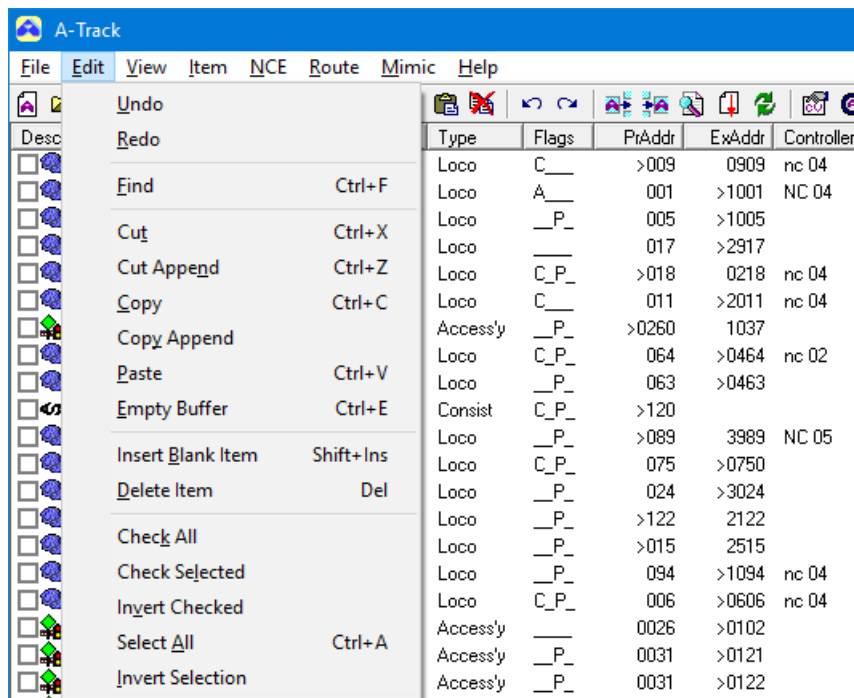 A-Track
File Edit View Item NCE Route Mimic Help
Undo
Redo
Find Ctrl+F
Cut Ctrl+X
Cut Append Ctrl+Z
Copy Ctrl+C
Copy Append
Paste Ctrl+V
Empty Buffer Ctrl+E
Insert Blank Item Shift+Ins
Delete Item Del
Check All
Check Selected
Invert Checked
Select All Ctrl+A
Invert Selection
Desc Type Flags PrAddr ExAddr Controller
Loco C___ >009 0909 nc 04
Loco A___ 001 >1001 NC 04
Loco __P_ 005 >1005
Loco ____ 017 >2917
Loco C_P_ >018 0218 nc 04
Loco C___ 011 >2011 nc 04
Access'y __P_ >0260 1037
Loco C_P_ 064 >0464 nc 02
Loco __P_ 063 >0463
Consist C_P_ >120
Loco __P_ >089 3989 NC 05
Loco C_P_ 075 >0750
Loco __P_ 024 >3024
Loco __P_ >122 2122
Loco __P_ >015 2515
Loco __P_ 094 >1094 nc 04
Loco C_P_ 006 >0606 nc 04
Access'y ____ 0026 >0102
Access'y __P_ 0031 >0121
Access'y __P_ 0031 >0122